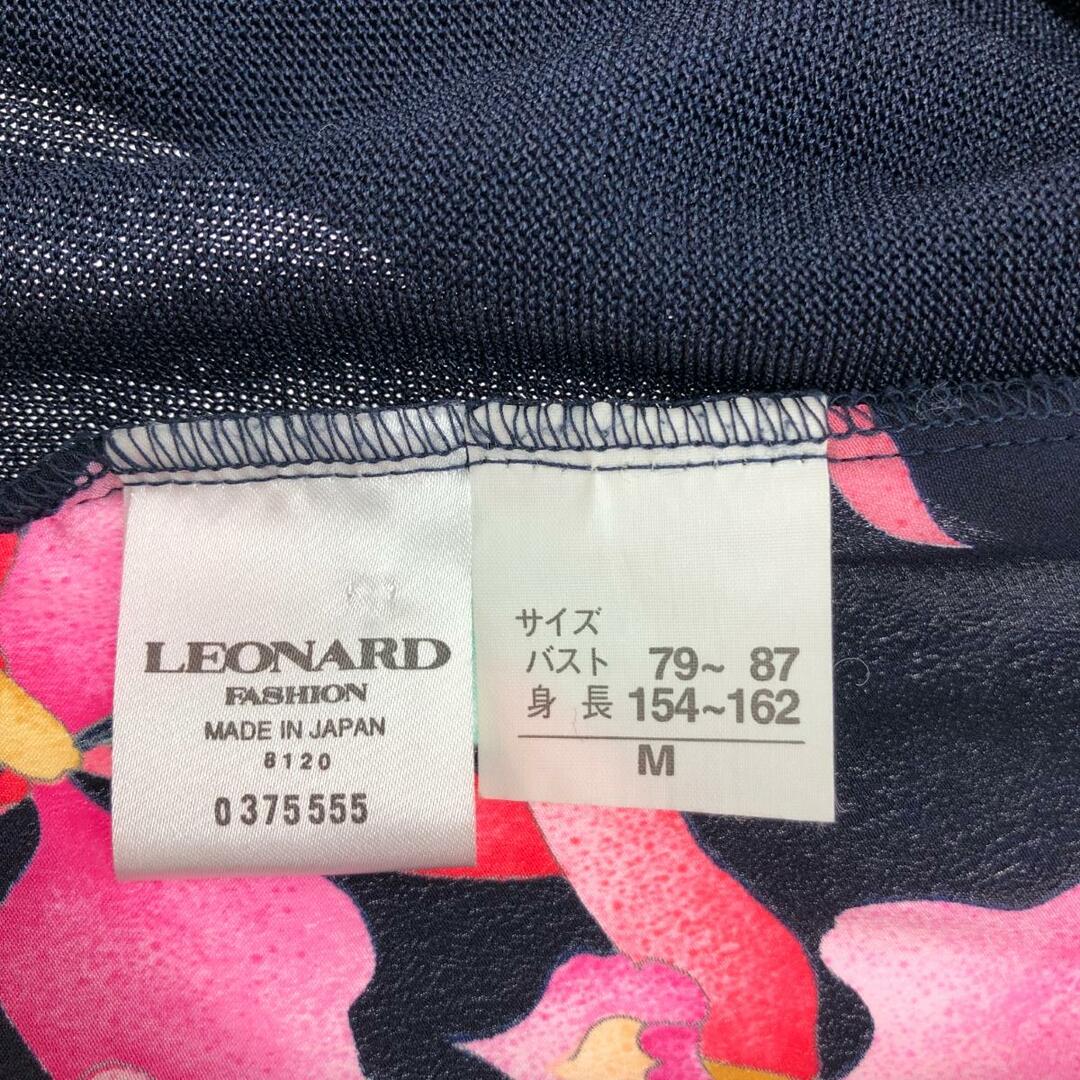 LEONARD
FASHION
MADE IN JAPAN
8120
0375555
サイズ
バスト 79~ 87
身 長 154~162
M